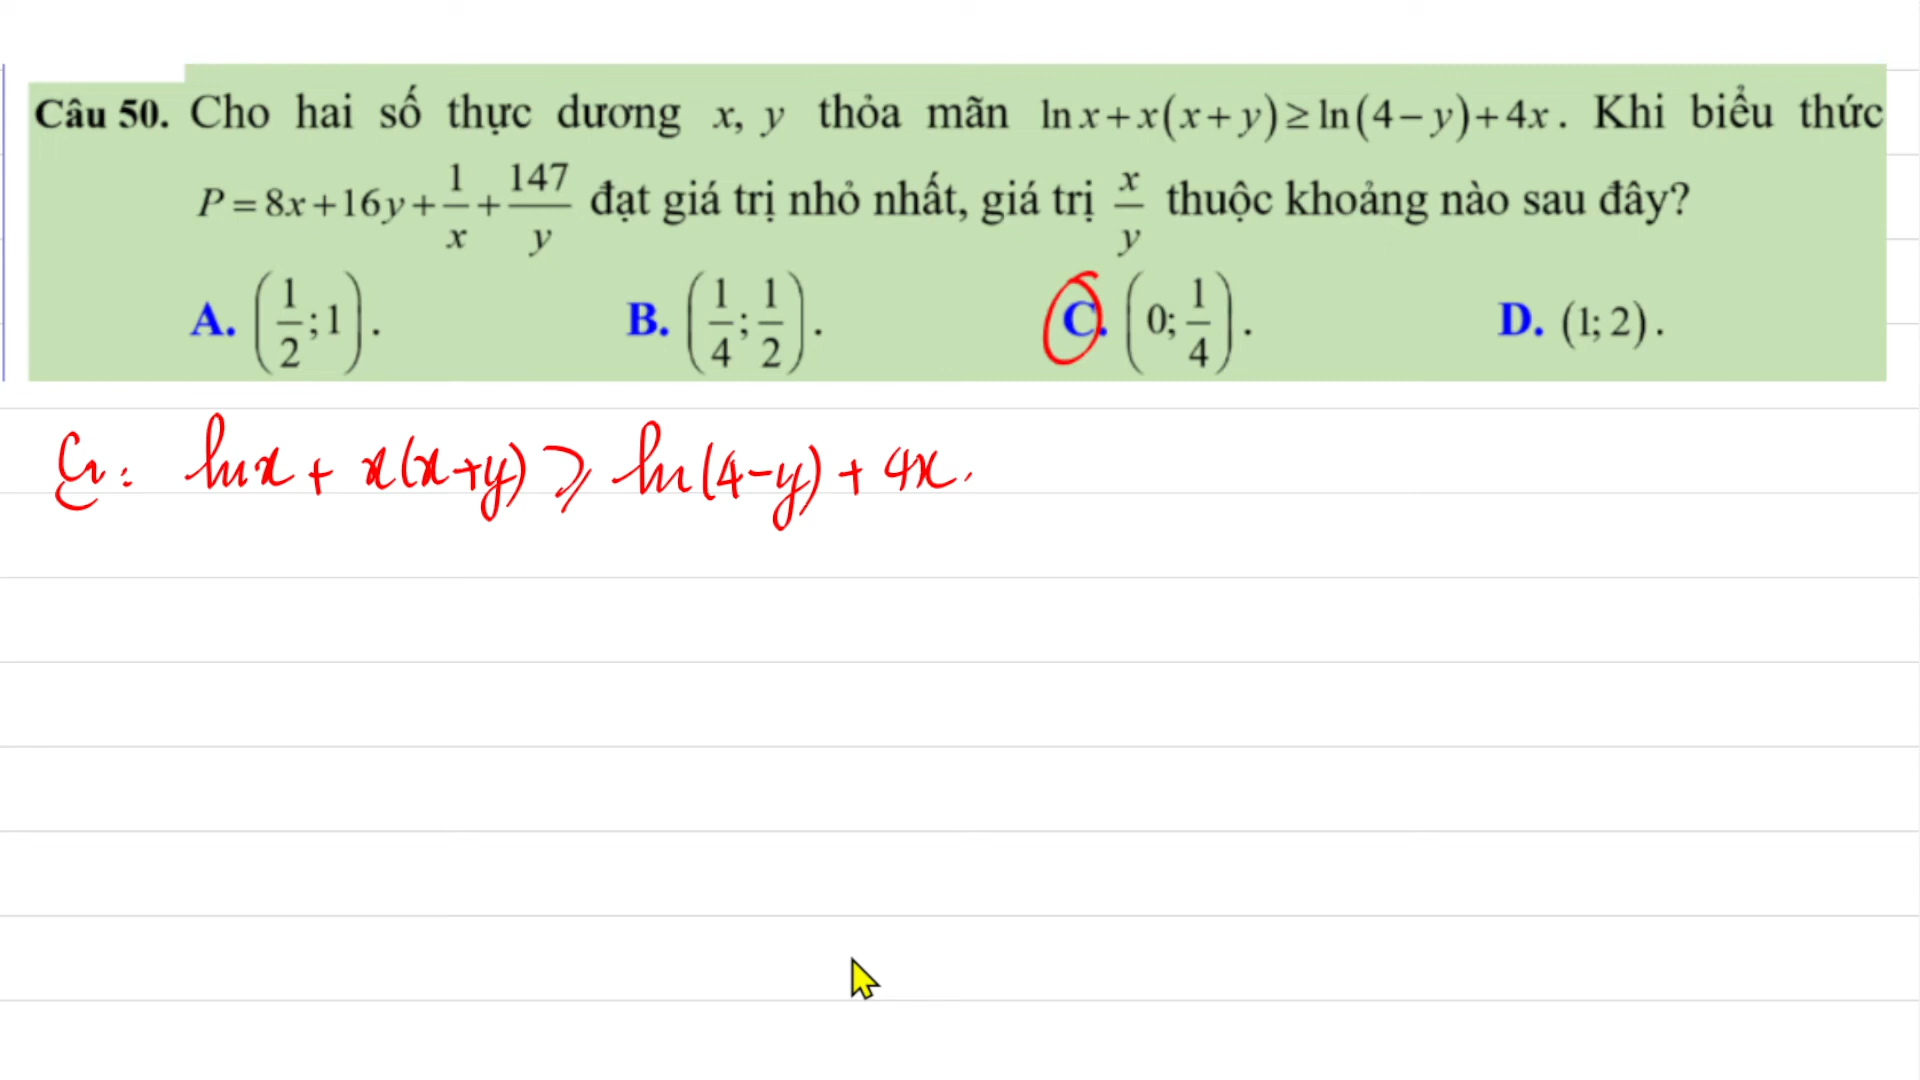 Câu 50. Cho hai số thực dương x, y thỏa mãn ln x + x(x + y) ≥ ln(4 − y) + 4x. Khi biểu thức
P = 8x + 16y + 1/x + 147/y đạt giá trị nhỏ nhất, giá trị x/y thuộc khoảng nào sau đây?
A. (1/2; 1). B. (1/4; 1/2). C. (0; 1/4). D. (1; 2).
ln x + x(x+y) ≥ ln(4−y) + 4x.